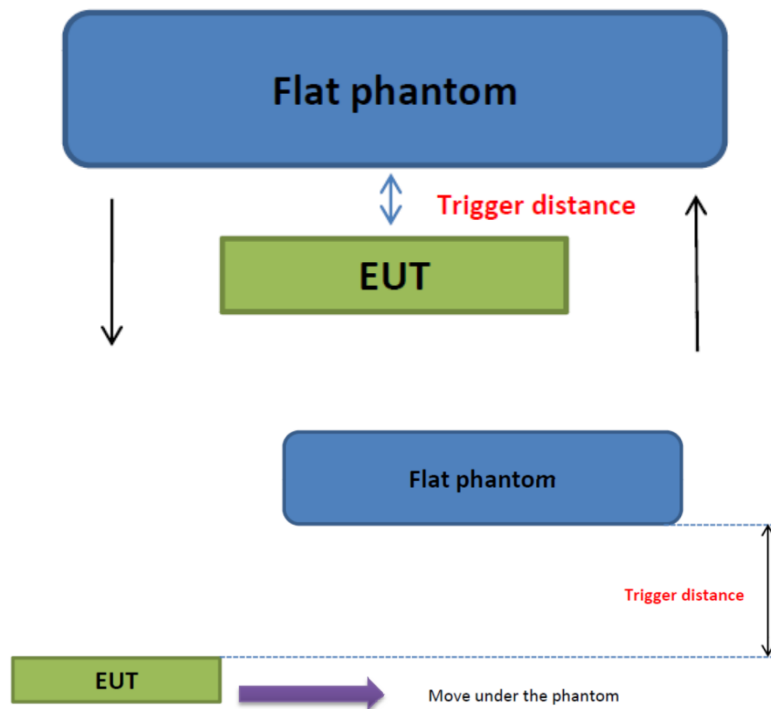 Flat phantom
Trigger distance
EUT
Flat phantom
Trigger distance
EUT
Move under the phantom